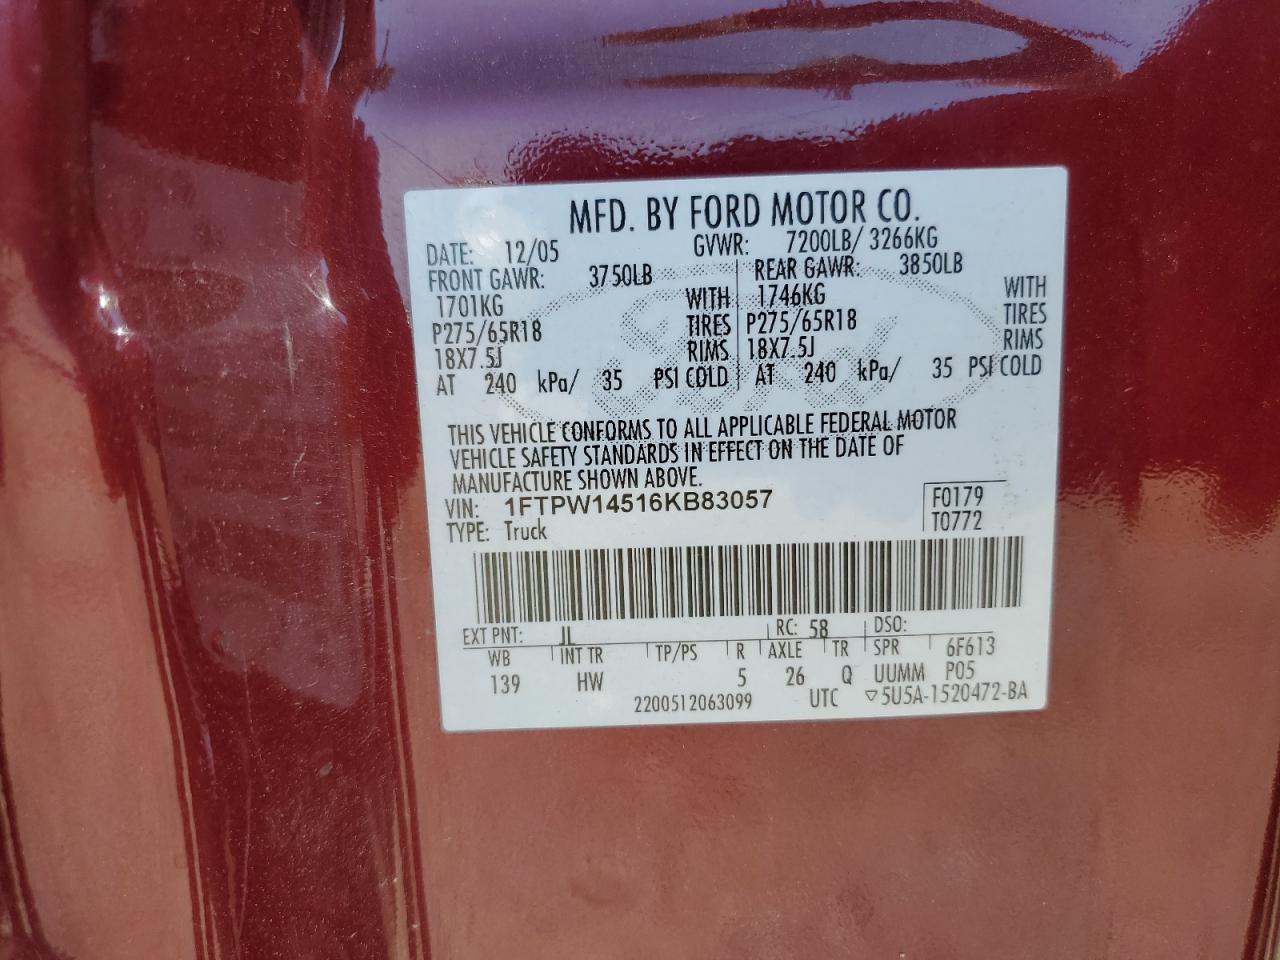 MFD. BY FORD MOTOR CO.
DATE: 12/05 GVWR: 7200LB/ 3266KG
FRONT GAWR: 3750LB REAR GAWR: 3850LB
1701KG WITH 1746KG WITH
P275/65R18 TIRES P275/65R18 TIRES
18X7.5J RIMS 18X7.5J RIMS
AT 240 kPa/ 35 PSI COLD AT 240 kPa/ 35 PSI COLD
THIS VEHICLE CONFORMS TO ALL APPLICABLE FEDERAL MOTOR
VEHICLE SAFETY STANDARDS IN EFFECT ON THE DATE OF
MANUFACTURE SHOWN ABOVE.
VIN: 1FTPW14516KB83057 F0179
TYPE: Truck T0772
EXT PNT: JL RC: 58 DSO:
WB INT TR TP/PS R AXLE TR SPR 6F613
139 HW 5 26 Q UUMM P05
2200512063099 UTC ▽5U5A-1520472-BA